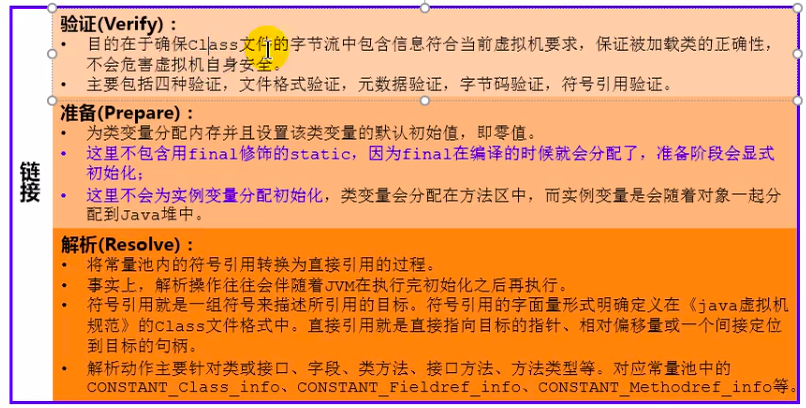 链接
验证(Verify)：
• 目的在于确保Class文件的字节流中包含信息符合当前虚拟机要求，保证被加载类的正确性，
不会危害虚拟机自身安全。
• 主要包括四种验证，文件格式验证，元数据验证，字节码验证，符号引用验证。
准备(Prepare)：
• 为类变量分配内存并且设置该类变量的默认初始值，即零值。
• 这里不包含用final修饰的static，因为final在编译的时候就会分配了，准备阶段会显式
初始化；
• 这里不会为实例变量分配初始化，类变量会分配在方法区中，而实例变量是会随着对象一起分
配到Java堆中。
解析(Resolve)：
• 将常量池内的符号引用转换为直接引用的过程。
• 事实上，解析操作往往会伴随着JVM在执行完初始化之后再执行。
• 符号引用就是一组符号来描述所引用的目标。符号引用的字面量形式明确定义在《java虚拟机
规范》的Class文件格式中。直接引用就是直接指向目标的指针、相对偏移量或一个间接定位
到目标的句柄。
• 解析动作主要针对类或接口、字段、类方法、接口方法、方法类型等。对应常量池中的
CONSTANT_Class_info、CONSTANT_Fieldref_info、CONSTANT_Methodref_info等。